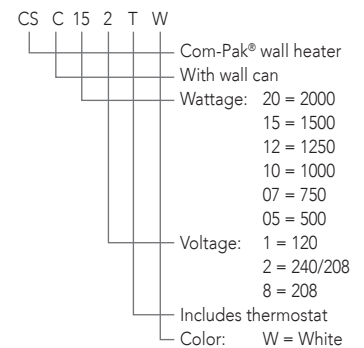 CS C 15 2 T W
Com-Pak® wall heater
With wall can
Wattage: 20 = 2000
15 = 1500
12 = 1250
10 = 1000
07 = 750
05 = 500
Voltage: 1 = 120
2 = 240/208
8 = 208
Includes thermostat
Color: W = White